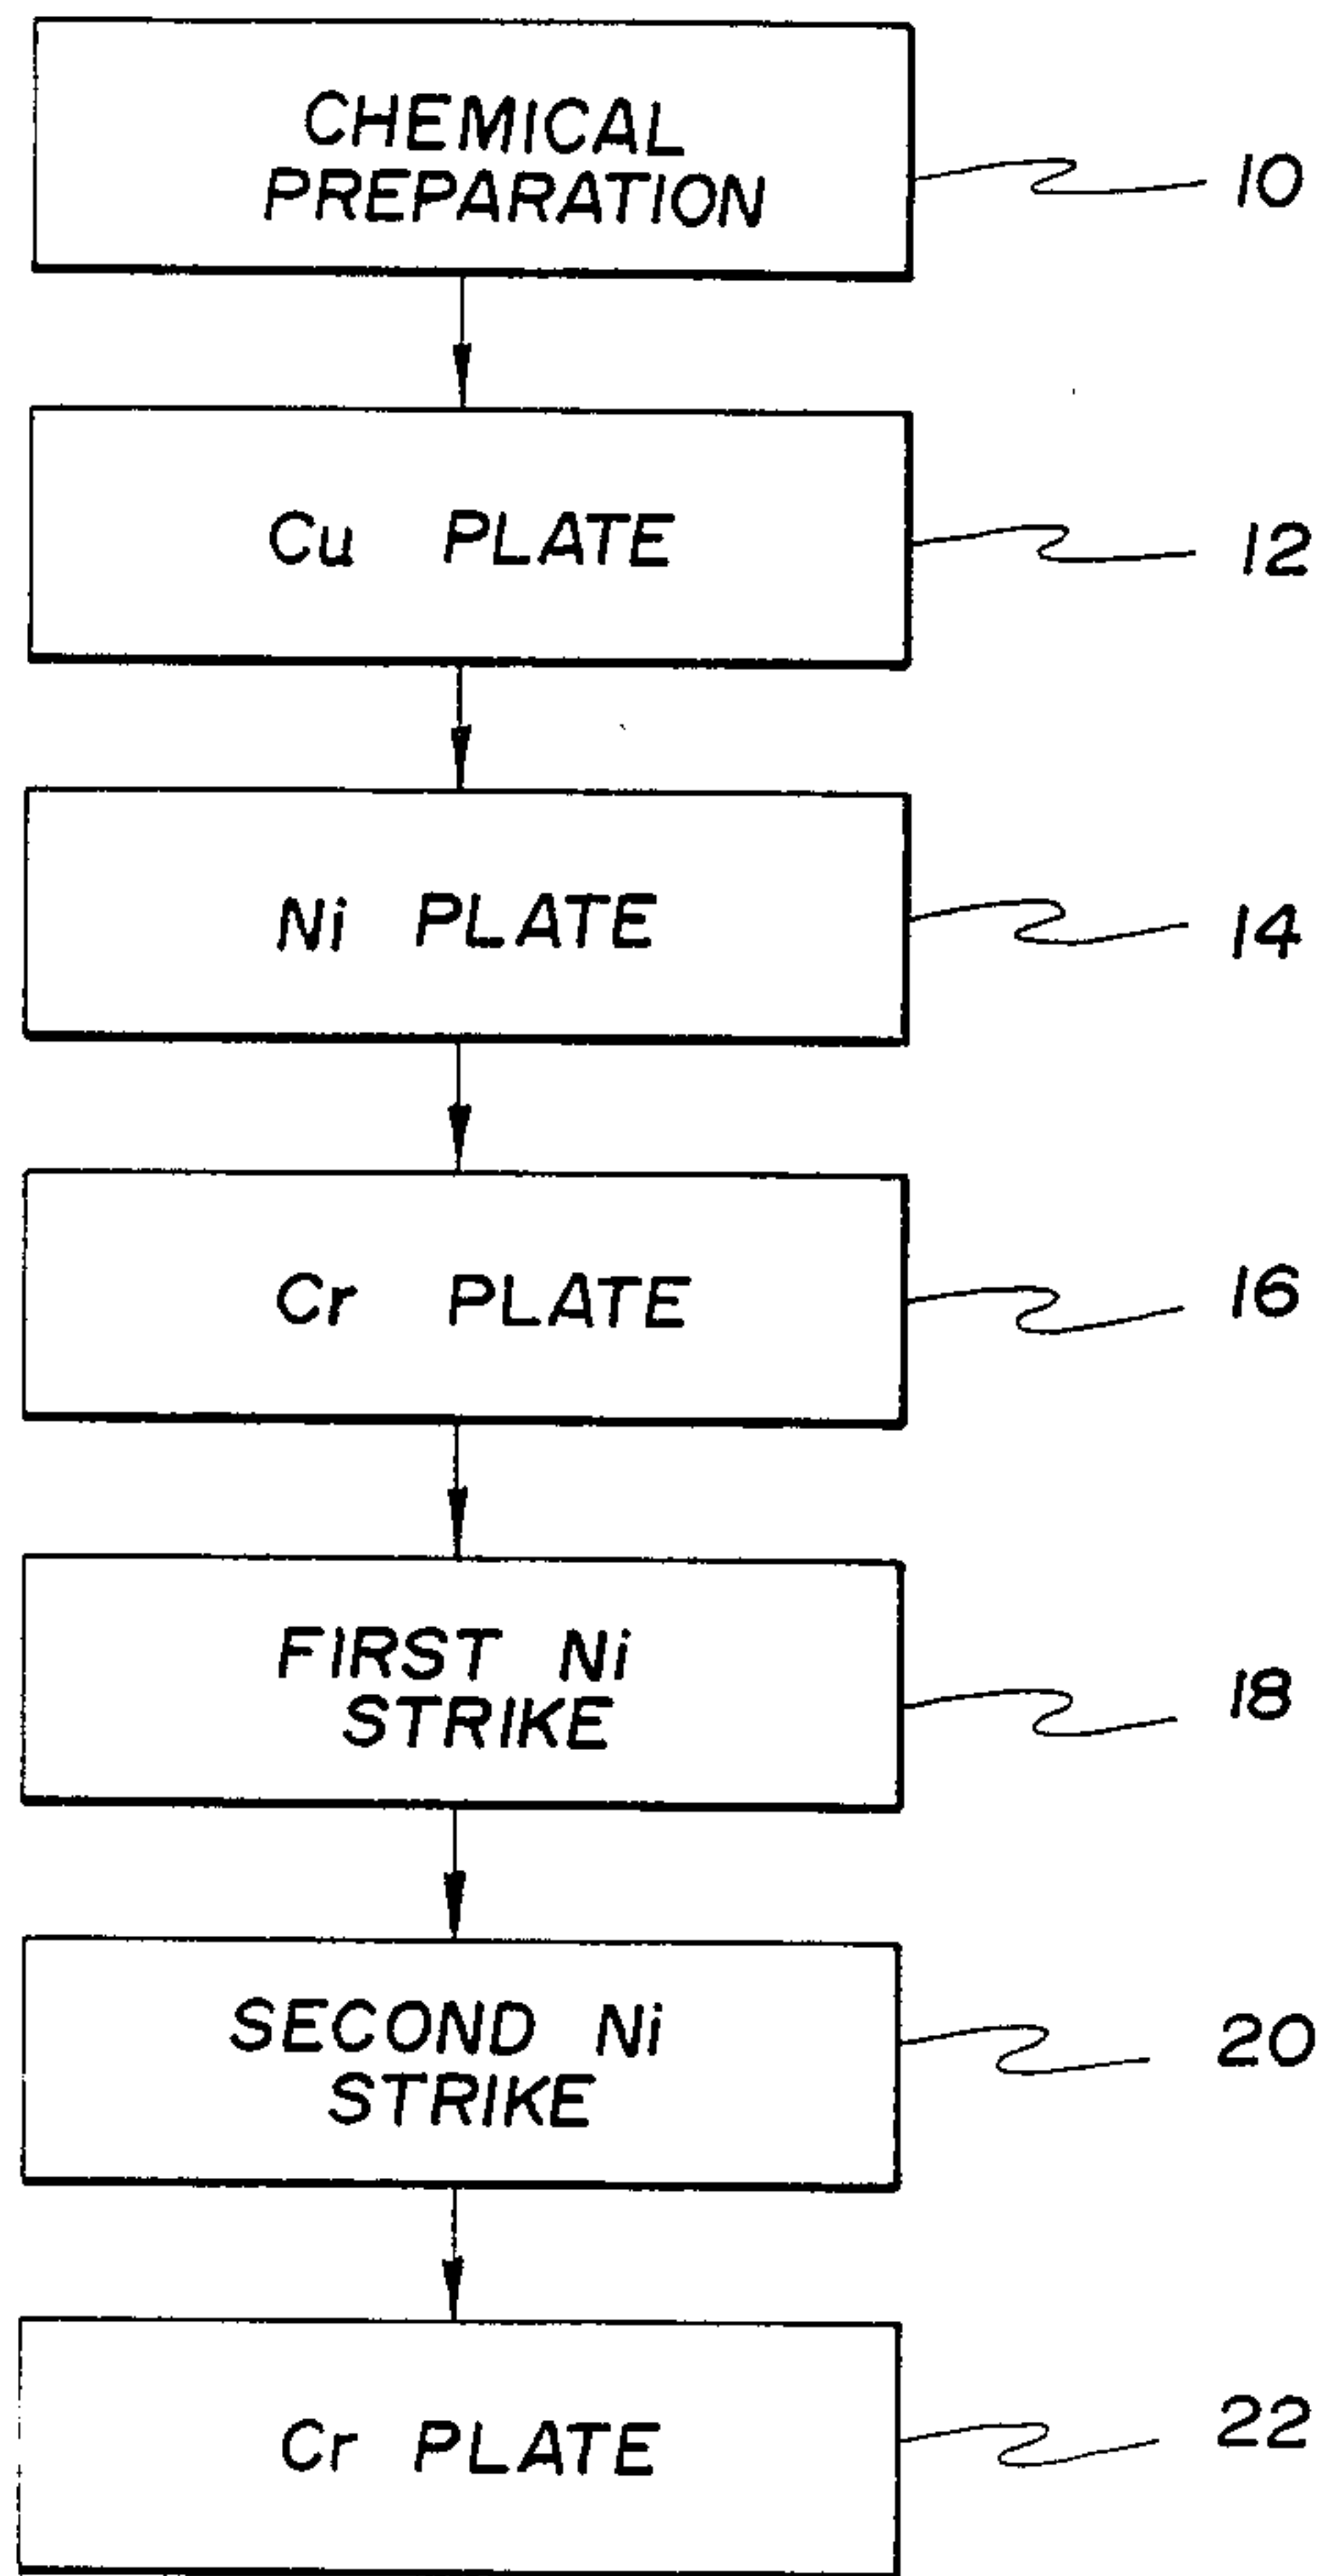 CHEMICAL
PREPARATION
10
Cu PLATE
12
Ni PLATE
14
Cr PLATE
16
FIRST Ni
STRIKE
18
SECOND Ni
STRIKE
20
Cr PLATE
22